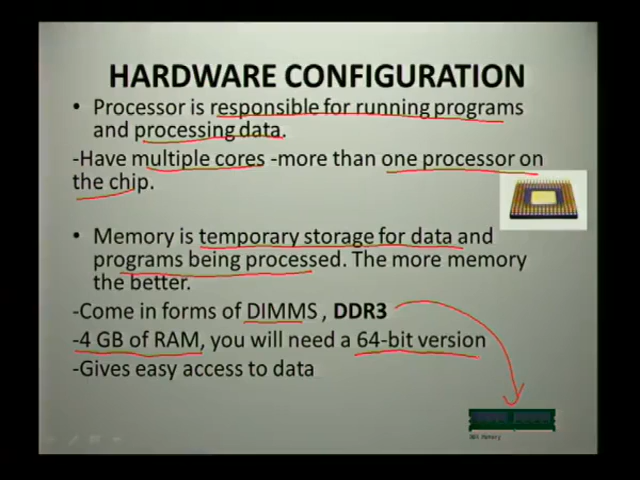 HARDWARE CONFIGURATION
• Processor is responsible for running programs
and processing data.
-Have multiple cores -more than one processor on
the chip.
• Memory is temporary storage for data and
programs being processed. The more memory
the better.
-Come in forms of DIMMS , DDR3
-4 GB of RAM, you will need a 64-bit version
-Gives easy access to data